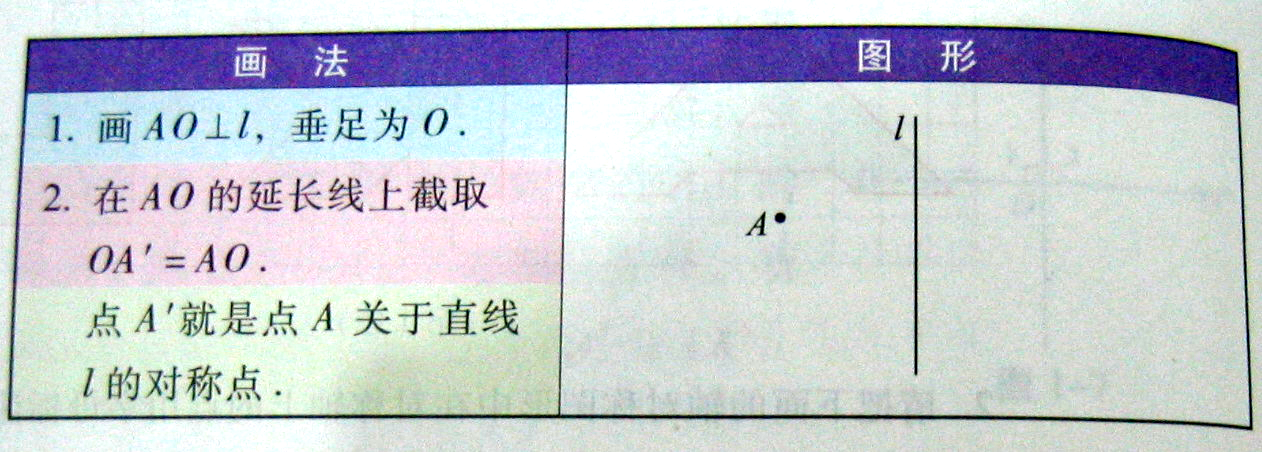 画 法
图 形
1. 画 AO⊥l, 垂足为 O.
2. 在 AO 的延长线上截取
OA′=AO.
点 A′就是点 A 关于直线
l 的对称点.
l
A